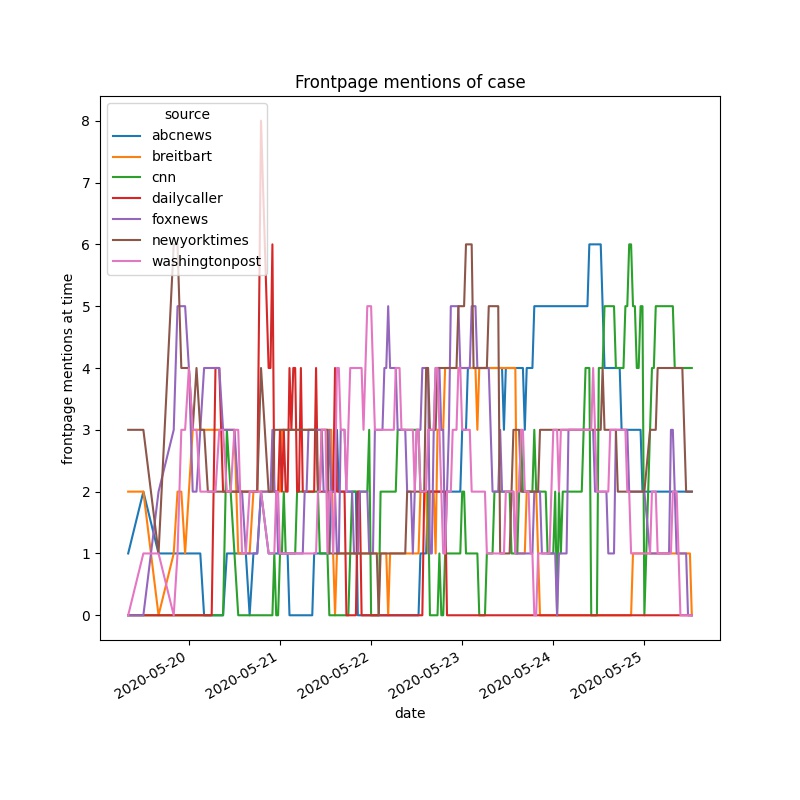 Frontpage mentions of case
source
abcnews
breitbart
cnn
dailycaller
foxnews
newyorktimes
washingtonpost
frontpage mentions at time
8
7
6
5
4
3
2
1
0
2020-05-20
2020-05-21
2020-05-22
2020-05-23
2020-05-24
2020-05-25
date